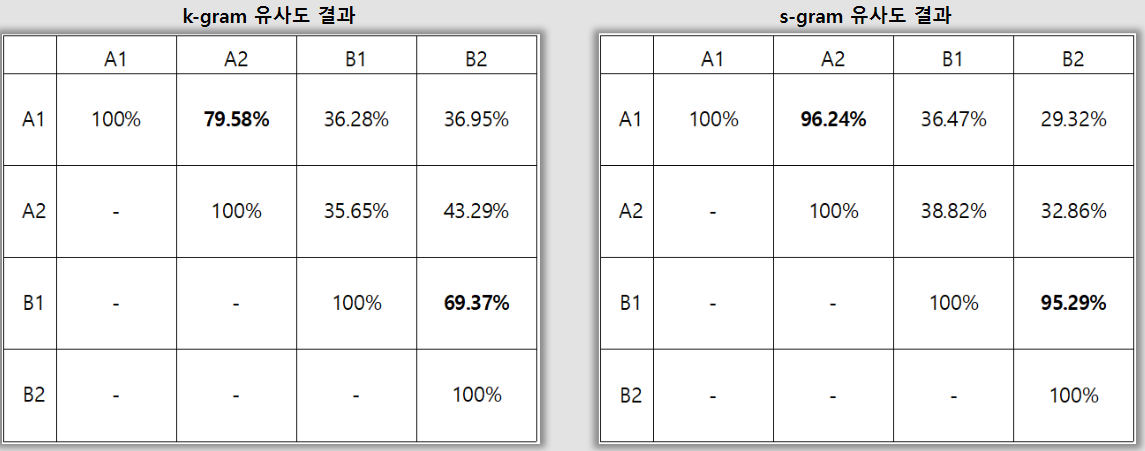 k-gram 유사도 결과
A1 A2 B1 B2
A1 100% 79.58% 36.28% 36.95%
A2 - 100% 35.65% 43.29%
B1 - - 100% 69.37%
B2 - - - 100%
s-gram 유사도 결과
A1 A2 B1 B2
A1 100% 96.24% 36.47% 29.32%
A2 - 100% 38.82% 32.86%
B1 - - 100% 95.29%
B2 - - - 100%